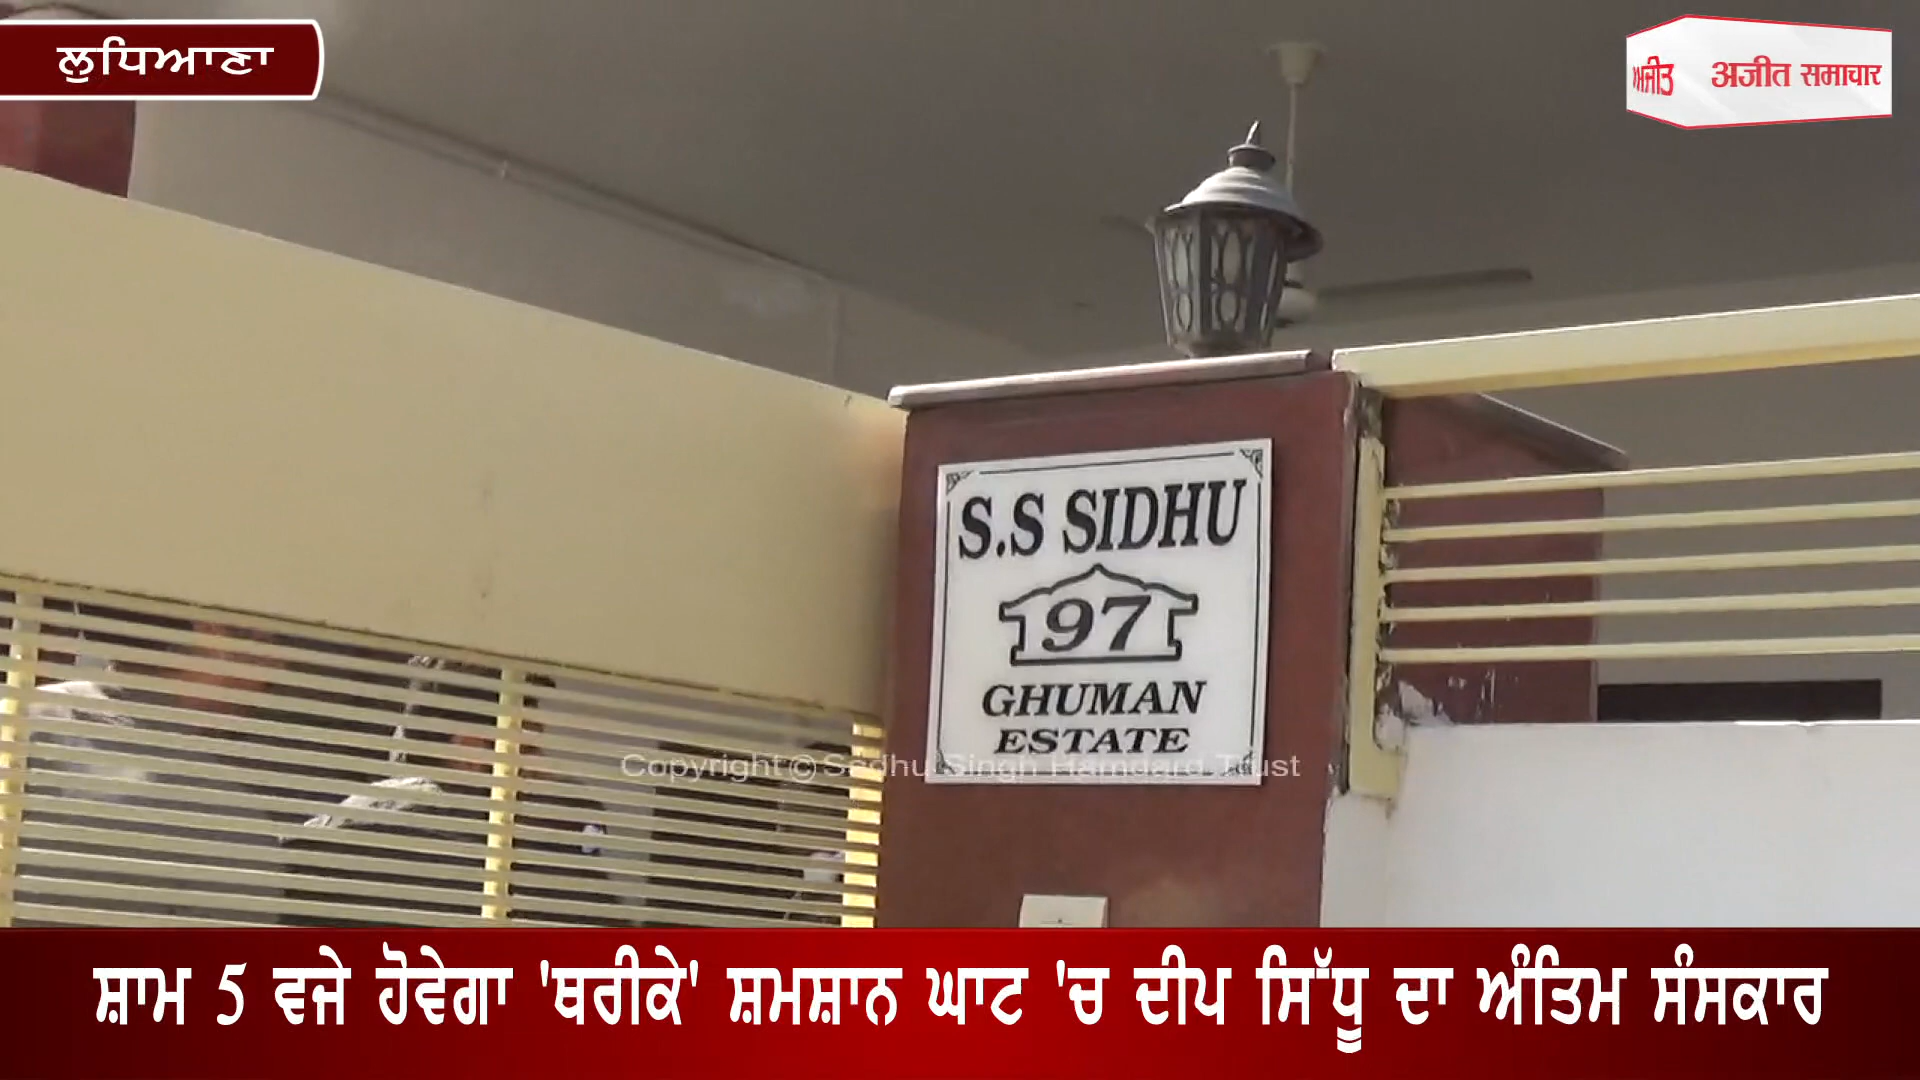 ਲੁਧਿਆਣਾ
ਅਜੀਤ
अजीत समाचार
S.S SIDHU
97
GHUMAN
ESTATE
Copyright © Sadhu Singh Hamdard Trust
ਸ਼ਾਮ 5 ਵਜੇ ਹੋਵੇਗਾ 'ਥਰੀਕੇ' ਸ਼ਮਸ਼ਾਨ ਘਾਟ 'ਚ ਦੀਪ ਸਿੱਧੂ ਦਾ ਅੰਤਿਮ ਸੰਸਕਾਰ